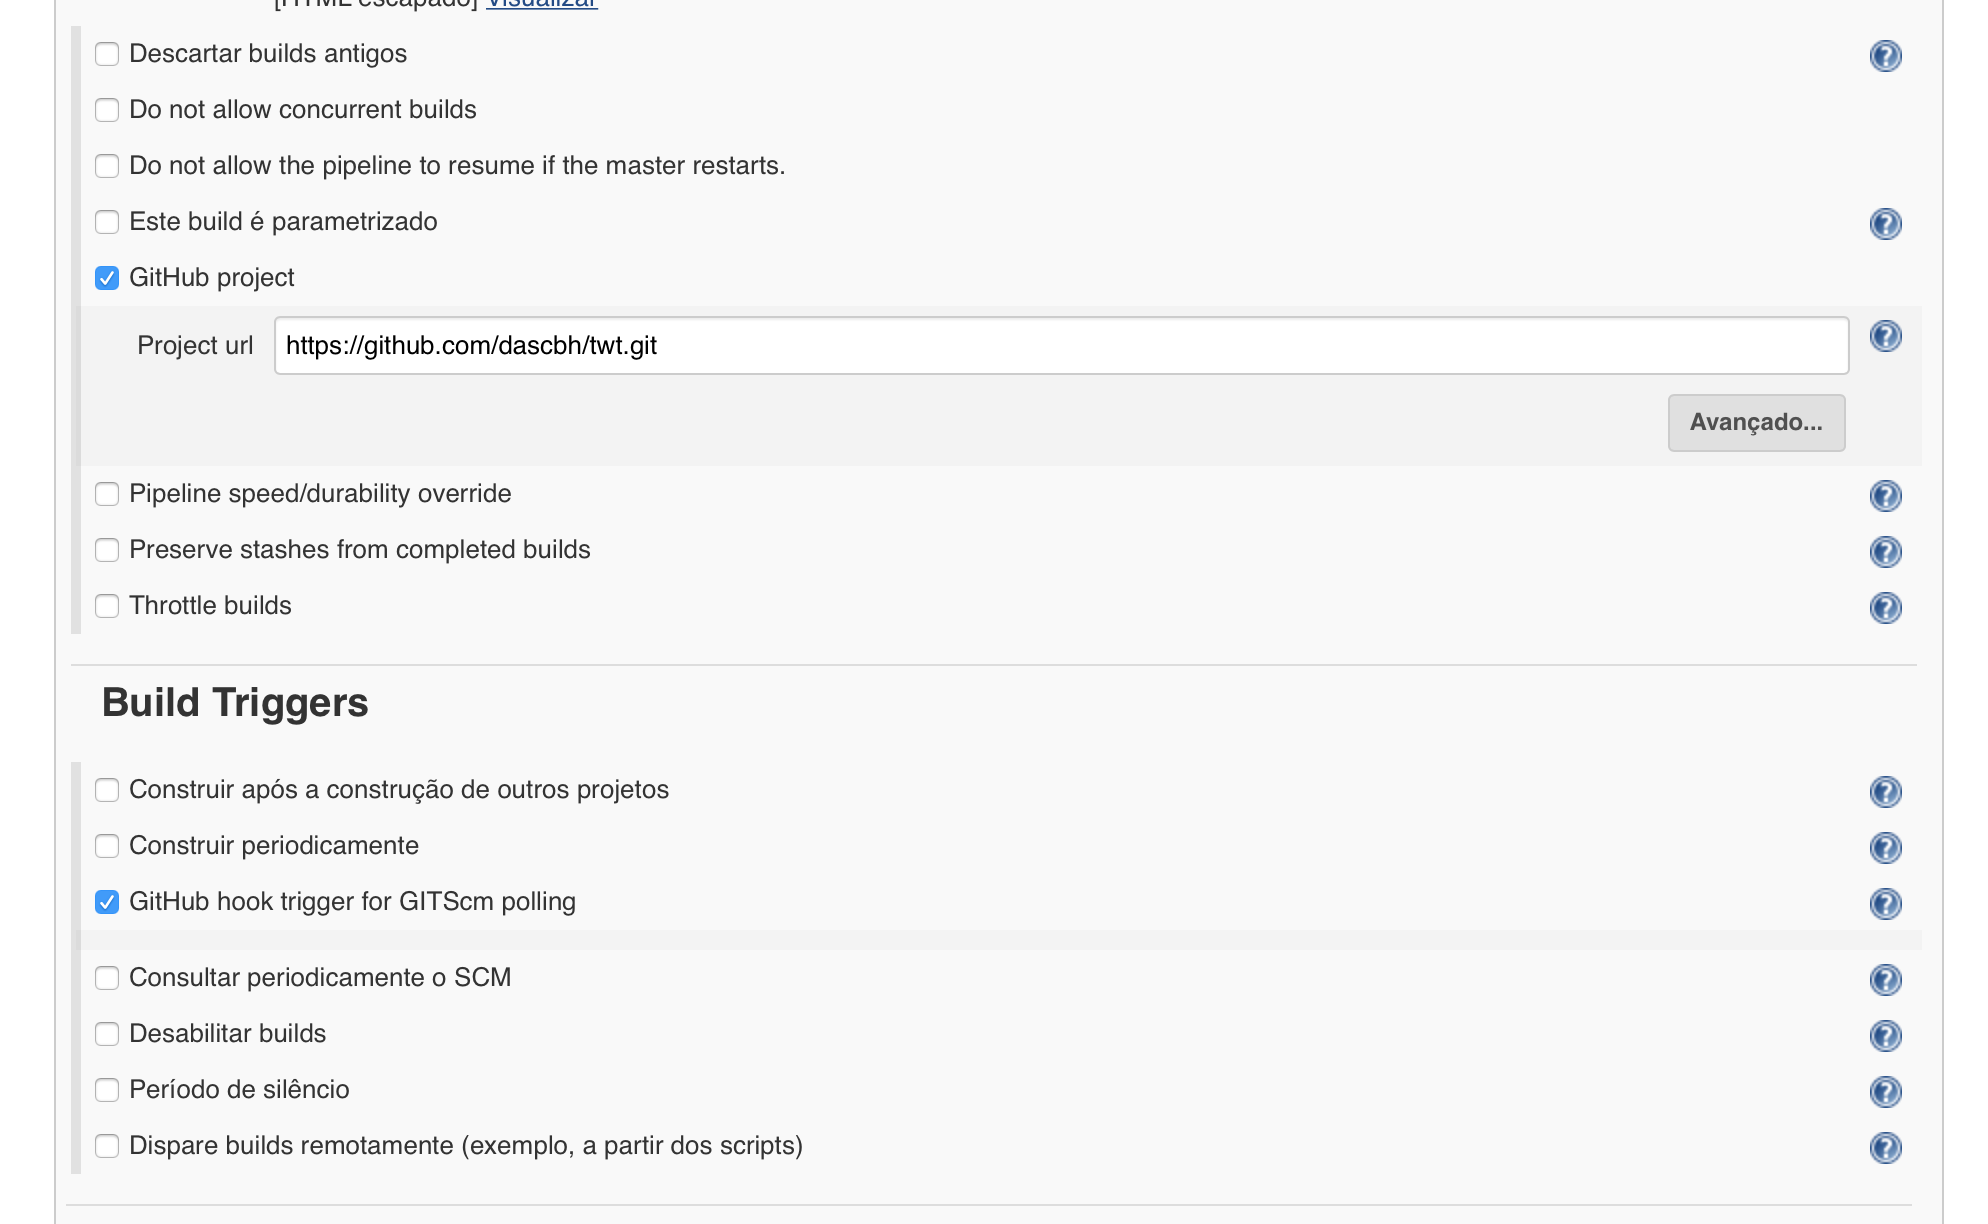 [HTML escapado] Visualizar
Descartar builds antigos
Do not allow concurrent builds
Do not allow the pipeline to resume if the master restarts.
Este build é parametrizado
GitHub project
Project url https://github.com/dascbh/twt.git
Avançado...
Pipeline speed/durability override
Preserve stashes from completed builds
Throttle builds
Build Triggers
Construir após a construção de outros projetos
Construir periodicamente
GitHub hook trigger for GITScm polling
Consultar periodicamente o SCM
Desabilitar builds
Período de silêncio
Dispare builds remotamente (exemplo, a partir dos scripts)